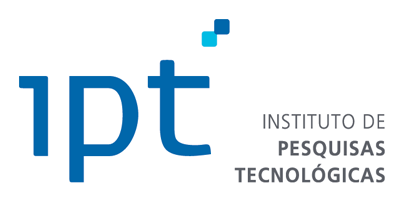 ipt
INSTITUTO DE
PESQUISAS
TECNOLÓGICAS